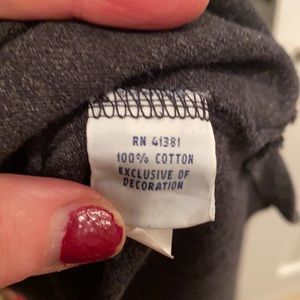 RN 41381
100% COTTON
EXCLUSIVE OF
DECORATION